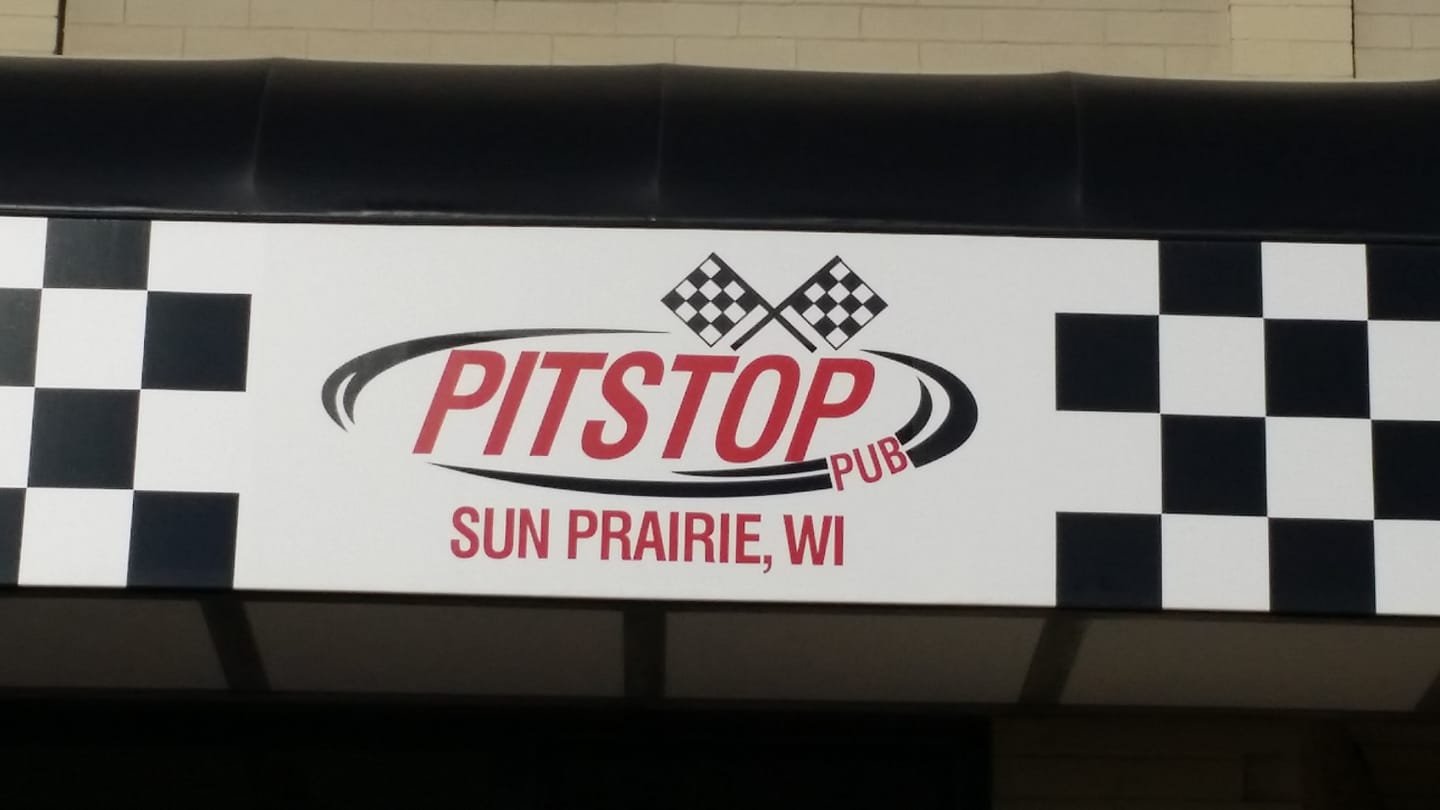 PITSTOP
PUB
SUN PRAIRIE, WI